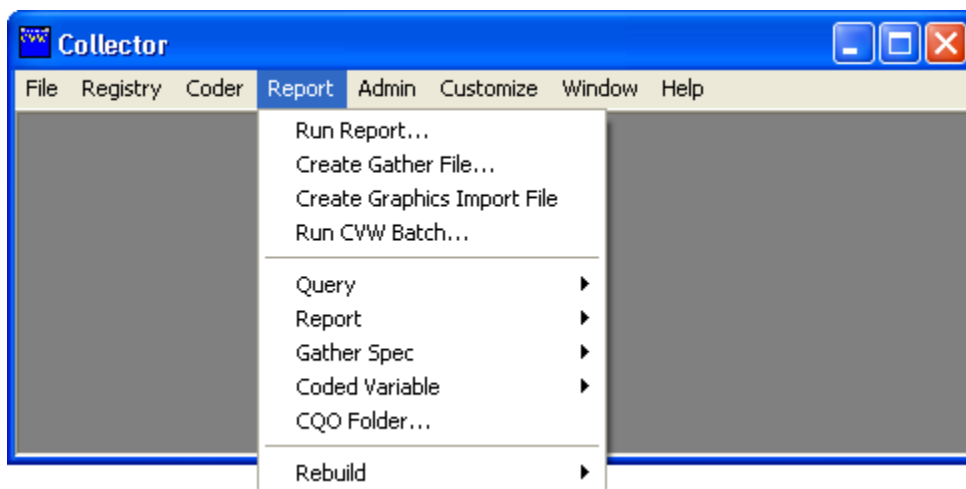 CVW Collector
File Registry Coder Report Admin Customize Window Help
Run Report...
Create Gather File...
Create Graphics Import File
Run CVW Batch...
Query
Report
Gather Spec
Coded Variable
CQO Folder...
Rebuild